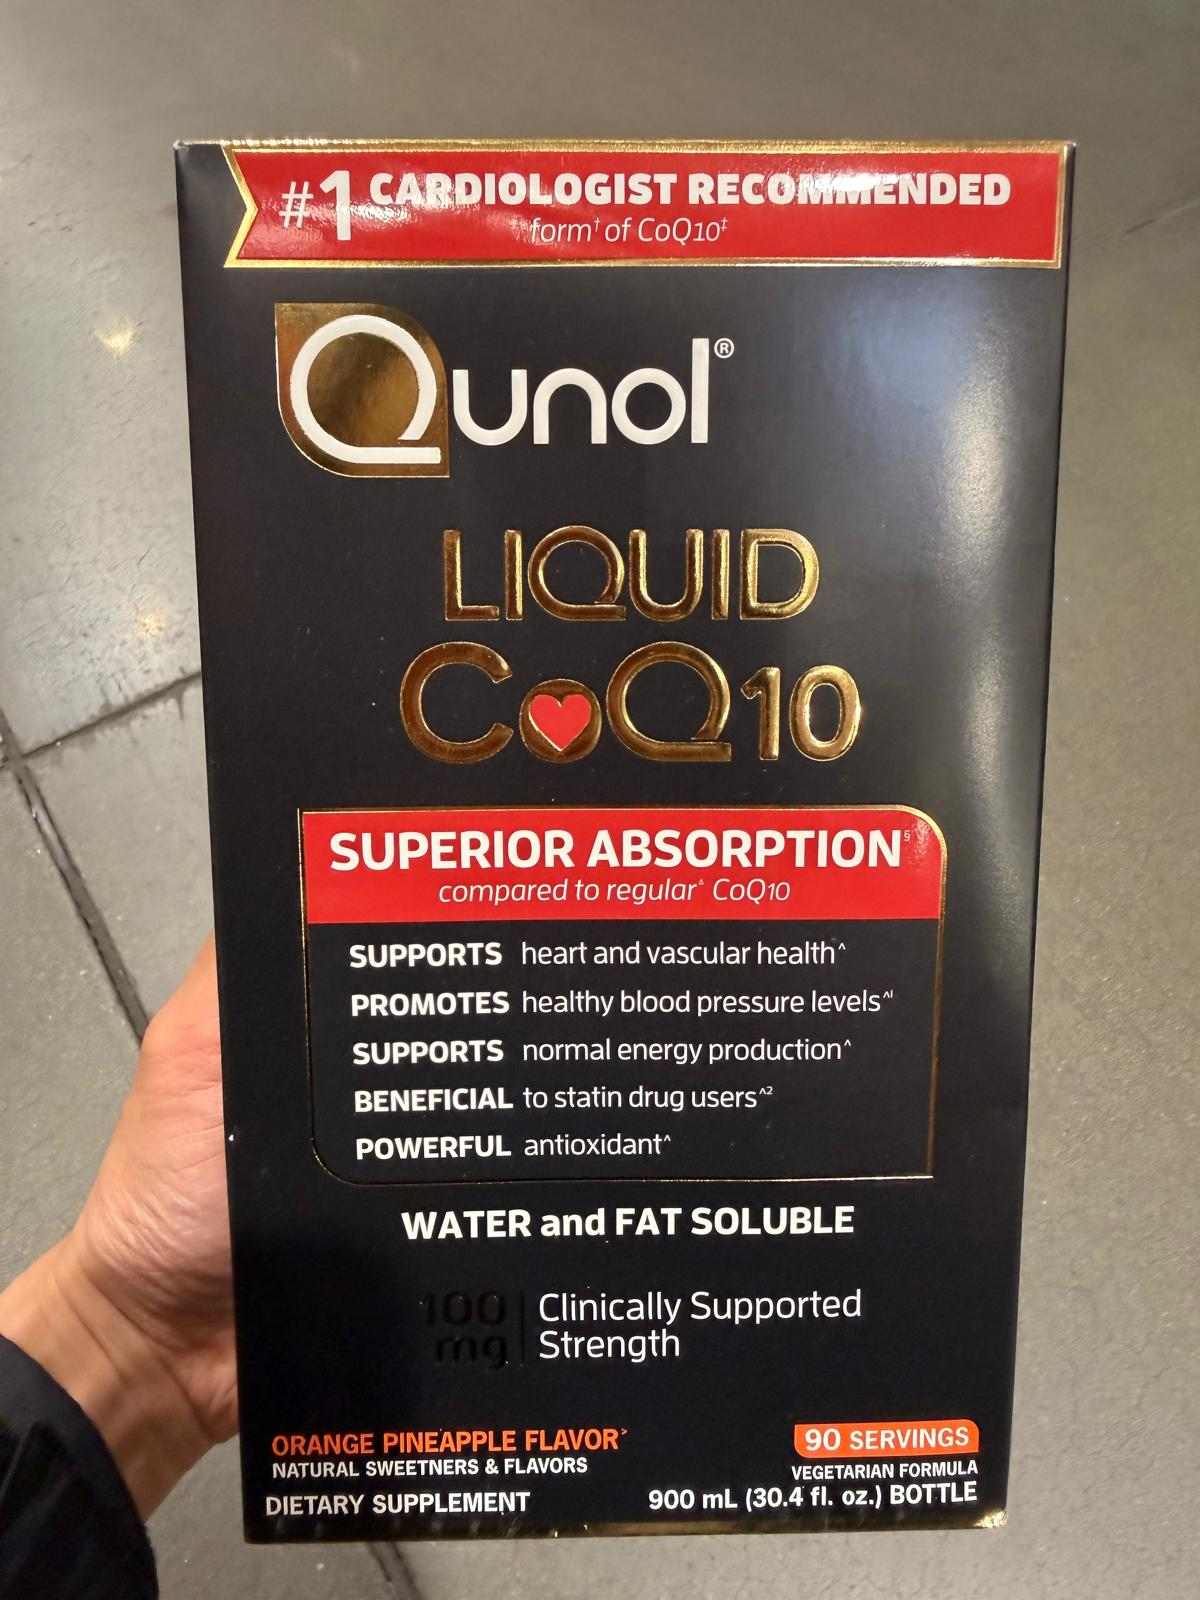 #1 CARDIOLOGIST RECOMMENDED
form† of CoQ10‡
Qunol®
LIQUID
CoQ10
SUPERIOR ABSORPTION§
compared to regular∆ CoQ10
SUPPORTS heart and vascular health^
PROMOTES healthy blood pressure levels^1
SUPPORTS normal energy production^
BENEFICIAL to statin drug users^2
POWERFUL antioxidant^
WATER and FAT SOLUBLE
100 mg
Clinically Supported
Strength
ORANGE PINEAPPLE FLAVOR>
NATURAL SWEETNERS & FLAVORS
DIETARY SUPPLEMENT
90 SERVINGS
VEGETARIAN FORMULA
900 mL (30.4 fl. oz.) BOTTLE